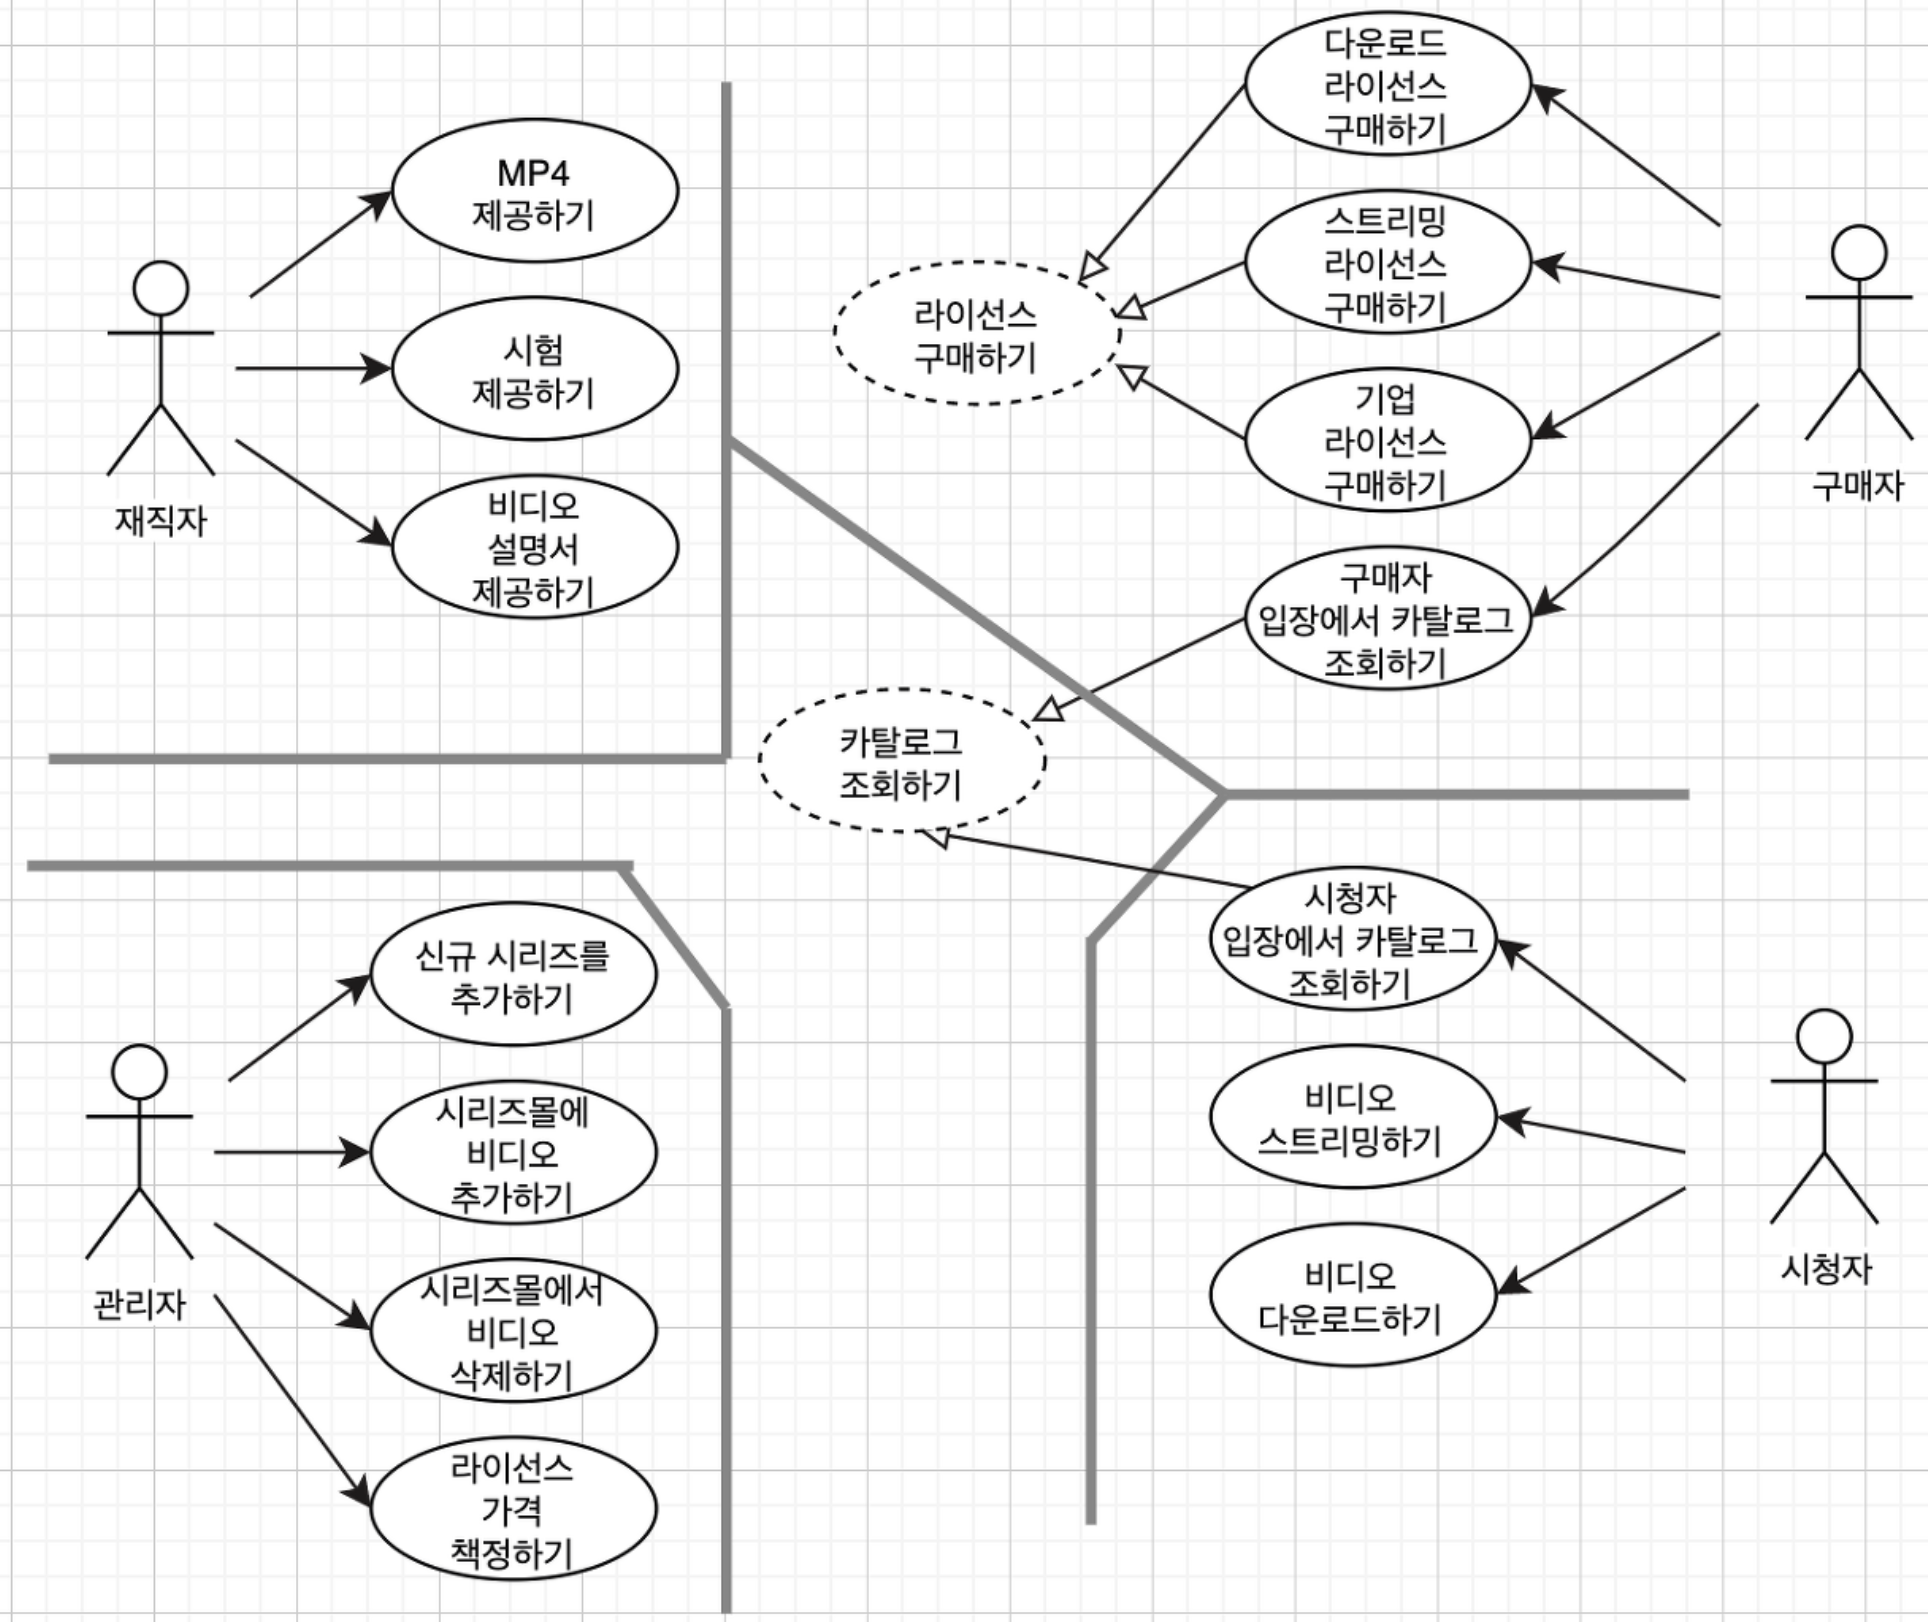 MP4
제공하기
시험
제공하기
비디오
설명서
제공하기
재직자
다운로드
라이선스
구매하기
스트리밍
라이선스
구매하기
기업
라이선스
구매하기
구매자
입장에서 카탈로그
조회하기
구매자
라이선스
구매하기
카탈로그
조회하기
신규 시리즈를
추가하기
시리즈몰에
비디오
추가하기
시리즈몰에서
비디오
삭제하기
라이선스
가격
책정하기
관리자
시청자
입장에서 카탈로그
조회하기
비디오
스트리밍하기
비디오
다운로드하기
시청자